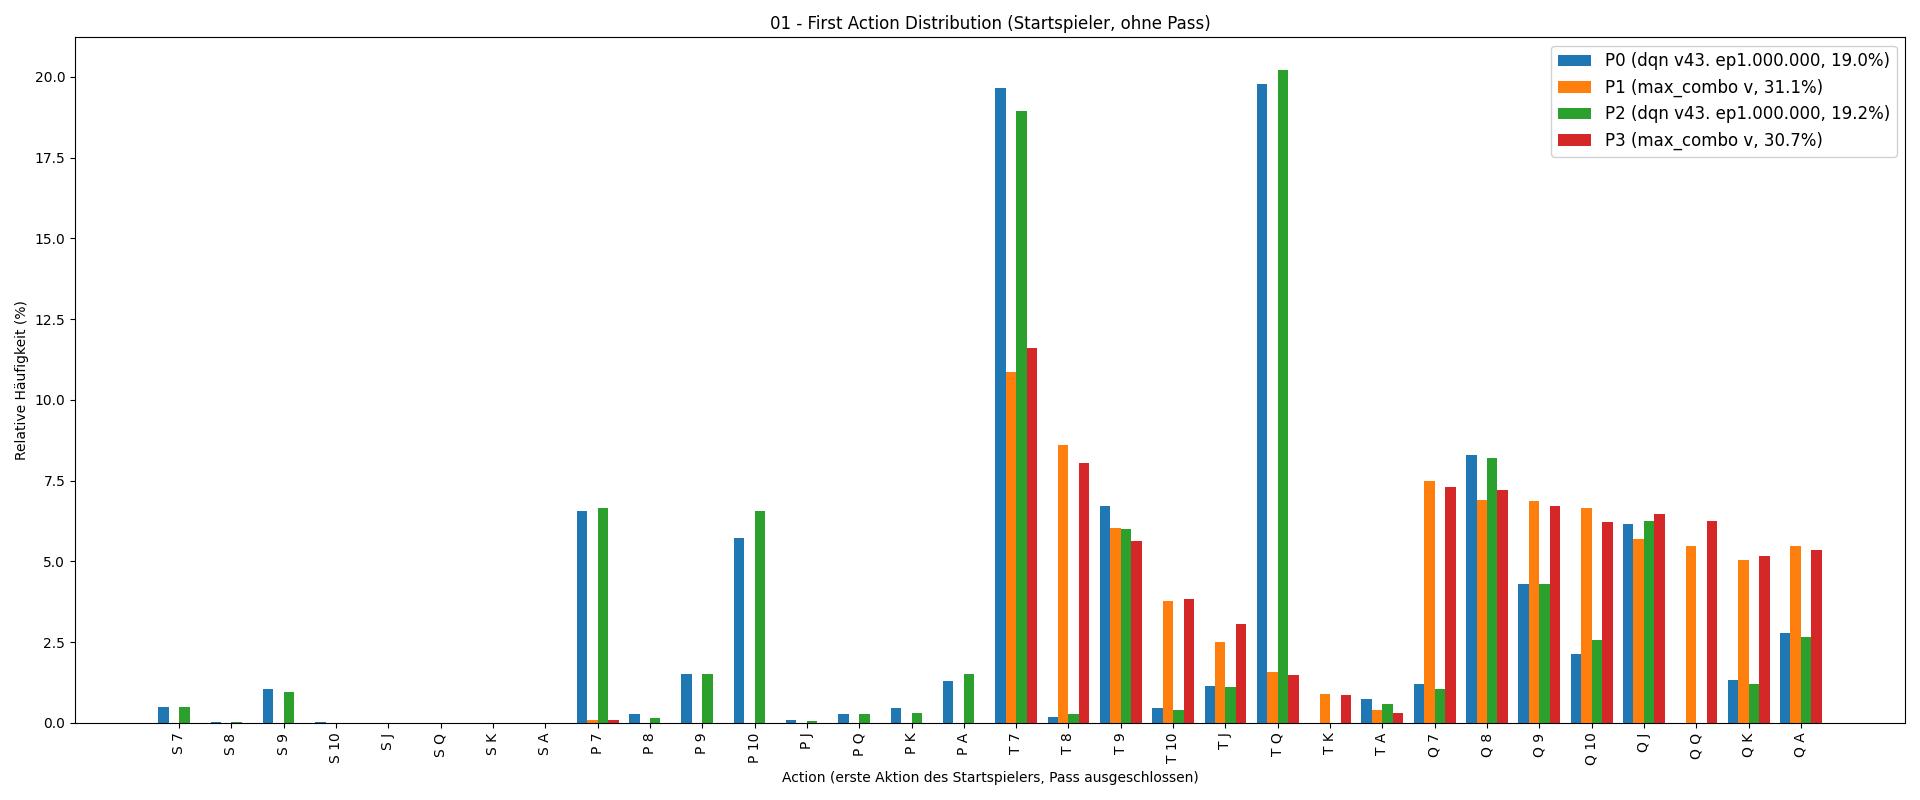 01 - First Action Distribution (Startspieler, ohne Pass)
P0 (dqn v43. ep1.000.000, 19.0%)
P1 (max_combo v, 31.1%)
P2 (dqn v43. ep1.000.000, 19.2%)
P3 (max_combo v, 30.7%)
Relative Häufigkeit (%)
20.0
17.5
15.0
12.5
10.0
7.5
5.0
2.5
0.0
S 7
S 8
S 9
S 10
S J
S Q
S K
S A
P 7
P 8
P 9
P 10
P J
P Q
P K
P A
T 7
T 8
T 9
T 10
T J
T Q
T K
T A
Q 7
Q 8
Q 9
Q 10
Q J
Q Q
Q K
Q A
Action (erste Aktion des Startspielers, Pass ausgeschlossen)